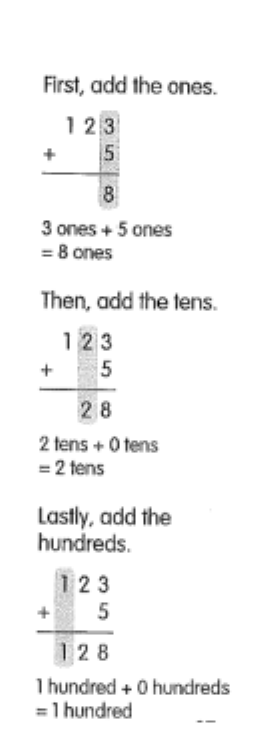 First, add the ones.
1 2 3
+ 5
8
3 ones + 5 ones
= 8 ones
Then, add the tens.
1 2 3
+ 5
2 8
2 tens + 0 tens
= 2 tens
Lastly, add the
hundreds.
1 2 3
+ 5
1 2 8
1 hundred + 0 hundreds
= 1 hundred